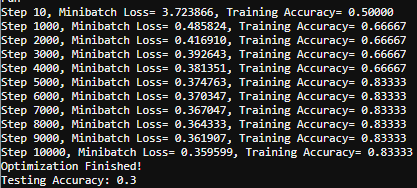 Step 10, Minibatch Loss= 3.723866, Training Accuracy= 0.50000
Step 1000, Minibatch Loss= 0.485824, Training Accuracy= 0.66667
Step 2000, Minibatch Loss= 0.416910, Training Accuracy= 0.66667
Step 3000, Minibatch Loss= 0.392643, Training Accuracy= 0.66667
Step 4000, Minibatch Loss= 0.381351, Training Accuracy= 0.66667
Step 5000, Minibatch Loss= 0.374763, Training Accuracy= 0.83333
Step 6000, Minibatch Loss= 0.370347, Training Accuracy= 0.83333
Step 7000, Minibatch Loss= 0.367047, Training Accuracy= 0.83333
Step 8000, Minibatch Loss= 0.364333, Training Accuracy= 0.83333
Step 9000, Minibatch Loss= 0.361907, Training Accuracy= 0.83333
Step 10000, Minibatch Loss= 0.359599, Training Accuracy= 0.83333
Optimization Finished!
Testing Accuracy: 0.3